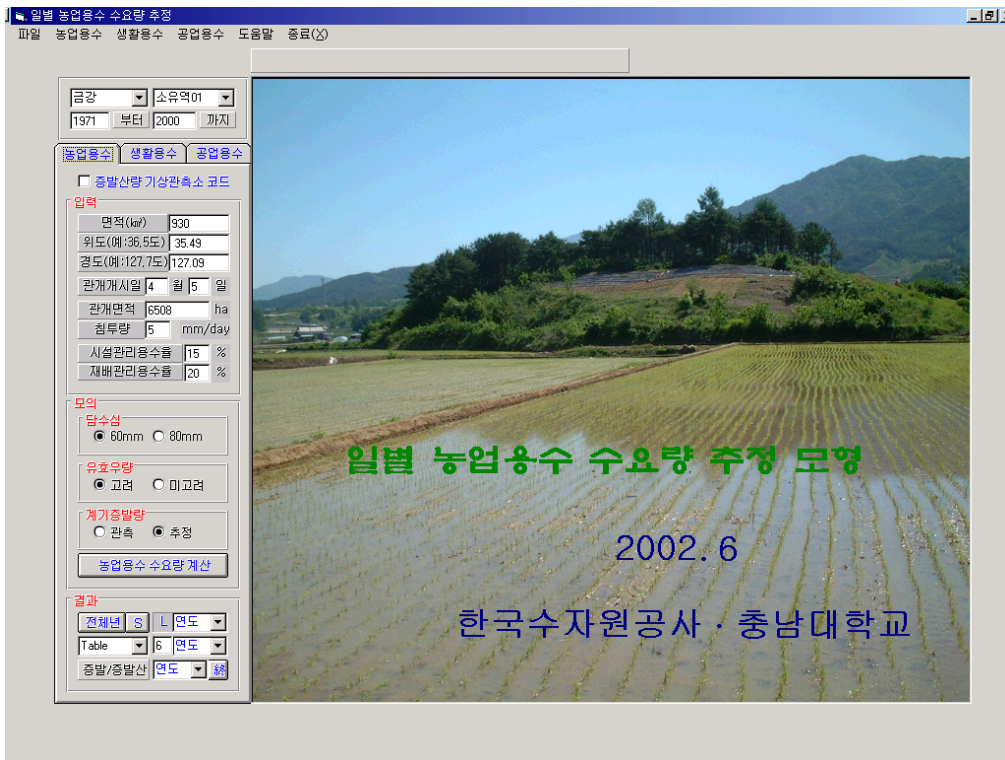 일별 농업용수 수요량 추정
파일 농업용수 생활용수 공업용수 도움말 종료(X)
금강 소유역01
1971 부터 2000 까지
농업용수 생활용수 공업용수
증발산량 기상관측소 코드
입력
면적(㎢) 930
위도(예:36.5도) 35.49
경도(예:127.7도) 127.09
관개개시일 4 월 5 일
관개면적 6508 ha
침투량 5 mm/day
시설관리용수율 15 %
재배관리용수율 20 %
모의
담수심
60mm 80mm
유효우량
고려 미고려
계기증발량
관측 추정
농업용수 수요량 계산
결과
전체년 S L 연도
Table 6 연도
증발/증발산 연도 終
일별 농업용수 수요량 추정 모형
2002. 6
한국수자원공사 · 충남대학교